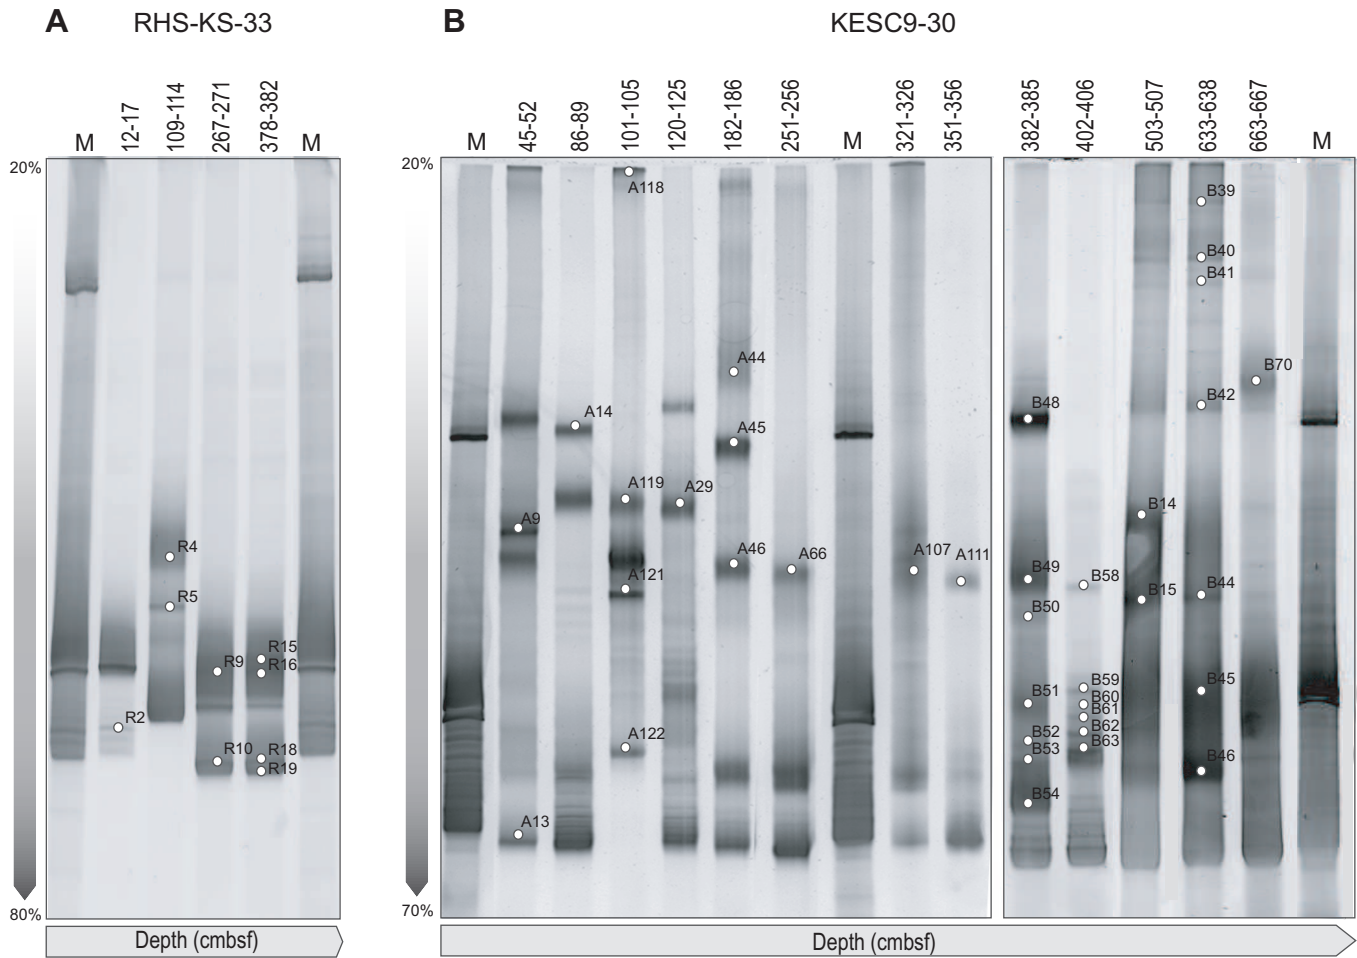 A RHS-KS-33
B KESC9-30
M 12-17 109-114 267-271 378-382 M
M 45-52 86-89 101-105 120-125 182-186 251-256 M 321-326 351-356
382-385 402-406 503-507 633-638 663-667 M
20%
20%
A118
B39
B40
B41
A44
B70
B42
B48
A14
A45
A119
A29
B14
A9
R4
A46
A66
A107
A111
B49
B58
A121
B15
B44
R5
B50
R15
R9
R16
B59
B51
B60
B61
B45
R2
B62
B52
A122
B63
R10
R18
B53
B46
R19
B54
A13
80%
70%
Depth (cmbsf)
Depth (cmbsf)